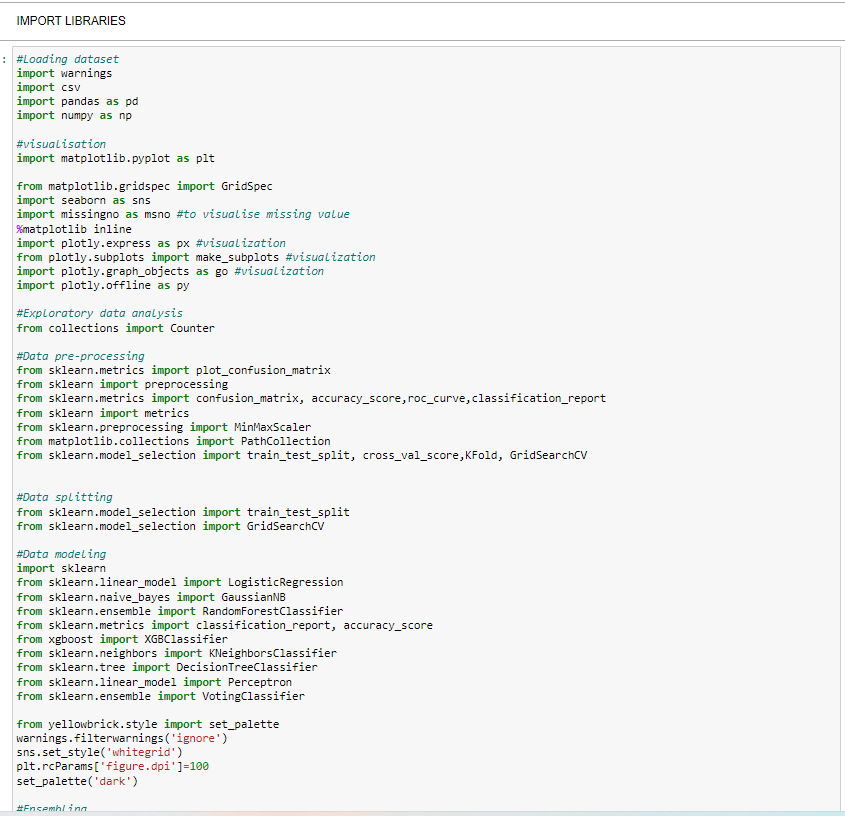 IMPORT LIBRARIES
:
#Loading dataset
import warnings
import csv
import pandas as pd
import numpy as np
#visualisation
import matplotlib.pyplot as plt
from matplotlib.gridspec import GridSpec
import seaborn as sns
import missingno as msno #to visualise missing value
%matplotlib inline
import plotly.express as px #visualization
from plotly.subplots import make_subplots #visualization
import plotly.graph_objects as go #visualization
import plotly.offline as py
#Exploratory data analysis
from collections import Counter
#Data pre-processing
from sklearn.metrics import plot_confusion_matrix
from sklearn import preprocessing
from sklearn.metrics import confusion_matrix, accuracy_score,roc_curve,classification_report
from sklearn import metrics
from sklearn.preprocessing import MinMaxScaler
from matplotlib.collections import PathCollection
from sklearn.model_selection import train_test_split, cross_val_score,KFold, GridSearchCV
#Data splitting
from sklearn.model_selection import train_test_split
from sklearn.model_selection import GridSearchCV
#Data modeling
import sklearn
from sklearn.linear_model import LogisticRegression
from sklearn.naive_bayes import GaussianNB
from sklearn.ensemble import RandomForestClassifier
from sklearn.metrics import classification_report, accuracy_score
from xgboost import XGBClassifier
from sklearn.neighbors import KNeighborsClassifier
from sklearn.tree import DecisionTreeClassifier
from sklearn.linear_model import Perceptron
from sklearn.ensemble import VotingClassifier
from yellowbrick.style import set_palette
warnings.filterwarnings('ignore')
sns.set_style('whitegrid')
plt.rcParams['figure.dpi']=100
set_palette('dark')
#Ensembling